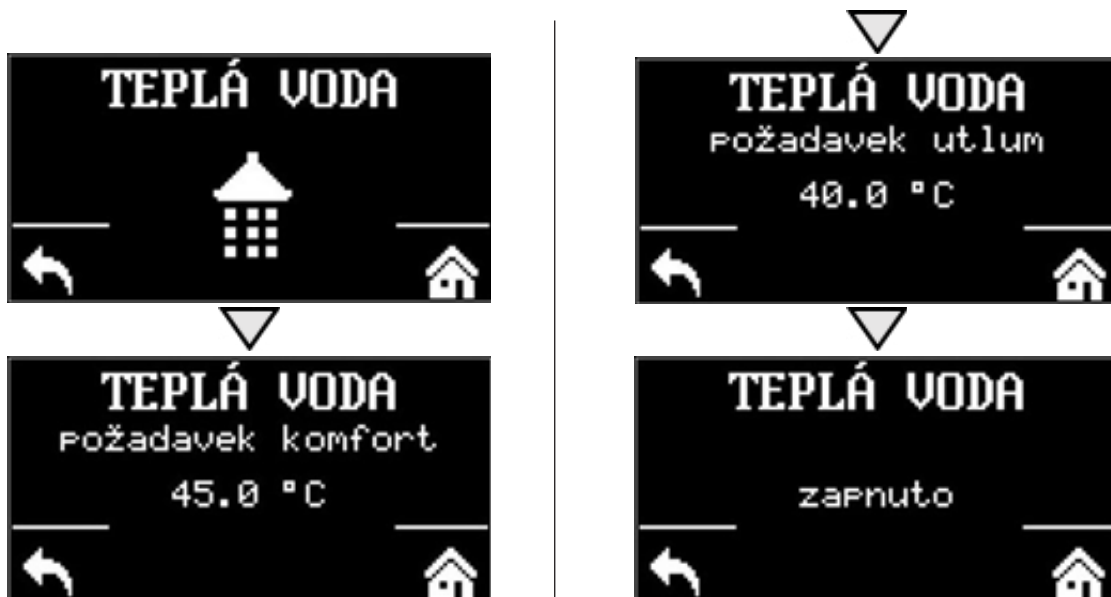 TEPLÁ VODA
TEPLÁ VODA
požadavek komfort
45.0 °C
TEPLÁ VODA
požadavek utlum
40.0 °C
TEPLÁ VODA
zapnuto